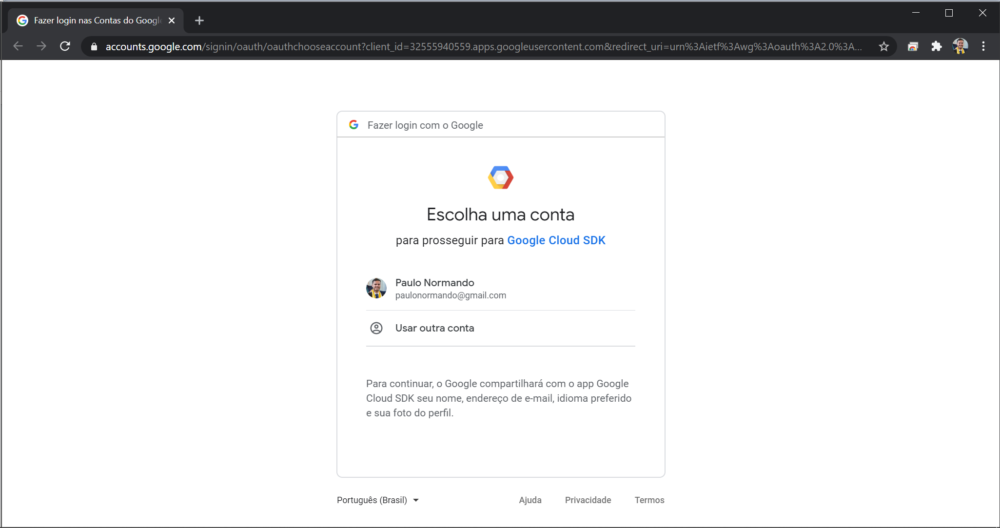 Fazer login nas Contas do Googl
accounts.google.com/signin/oauth/oauthchooseaccount?client_id=32555940559.apps.googleusercontent.com&redirect_uri=urn%3Aietf%3Awg%3Aoauth%3A2.0%3A...
Fazer login com o Google
Escolha uma conta
para prosseguir para Google Cloud SDK
Paulo Normando
paulonormando@gmail.com
Usar outra conta
Para continuar, o Google compartilhará com o app Google
Cloud SDK seu nome, endereço de e-mail, idioma preferido
e sua foto do perfil.
Português (Brasil)
Ajuda Privacidade Termos